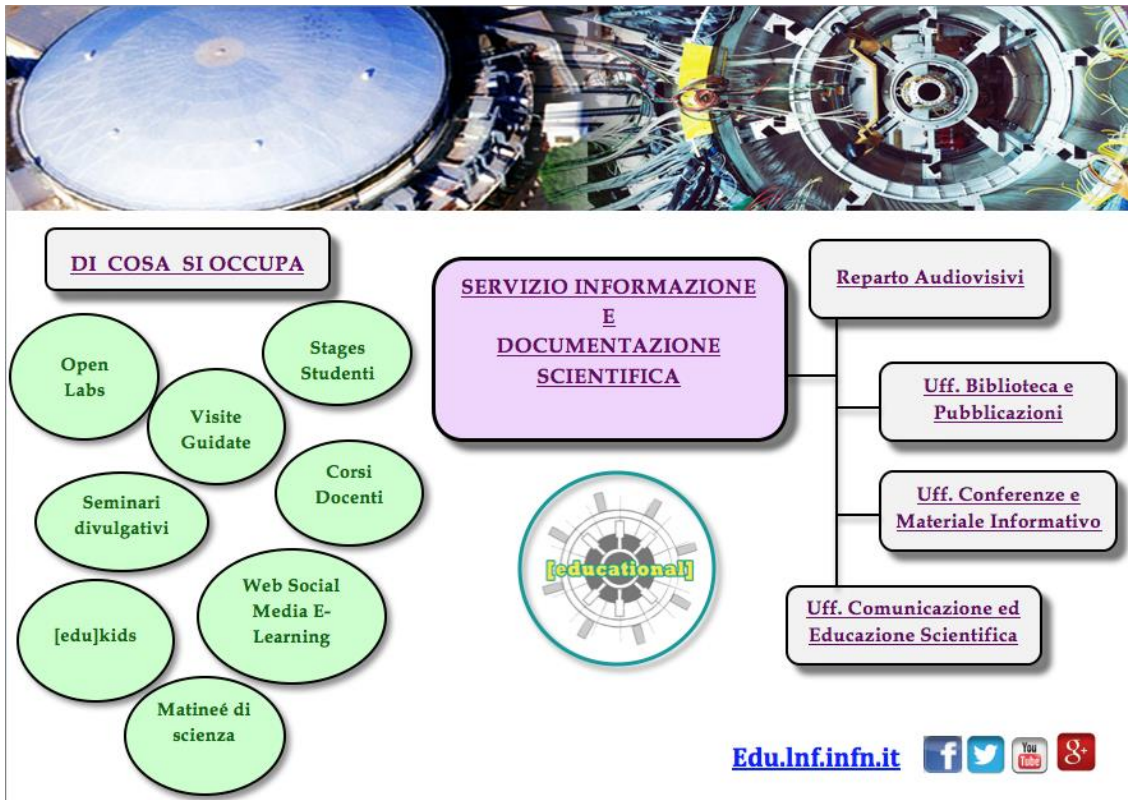 DI COSA SI OCCUPA
Open
Labs
Stages
Studenti
Visite
Guidate
Corsi
Docenti
Seminari
divulgativi
Web Social
Media E-
Learning
[edu]kids
Matineé di
scienza
SERVIZIO INFORMAZIONE
E
DOCUMENTAZIONE
SCIENTIFICA
[educational]
Reparto Audiovisivi
Uff. Biblioteca e
Pubblicazioni
Uff. Conferenze e
Materiale Informativo
Uff. Comunicazione ed
Educazione Scientifica
Edu.lnf.infn.it
f
You
Tube
g+